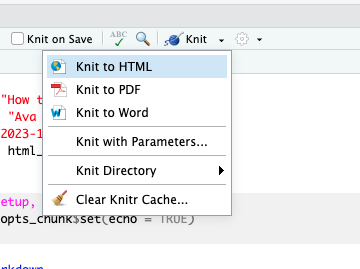 Knit on Save ABC Knit
"How t
"Ava
2023-1
html_
Knit to HTML
Knit to PDF
Knit to Word
Knit with Parameters...
Knit Directory
Clear Knitr Cache...
etup,
opts_chunk$set(echo = TRUE)
rkdown